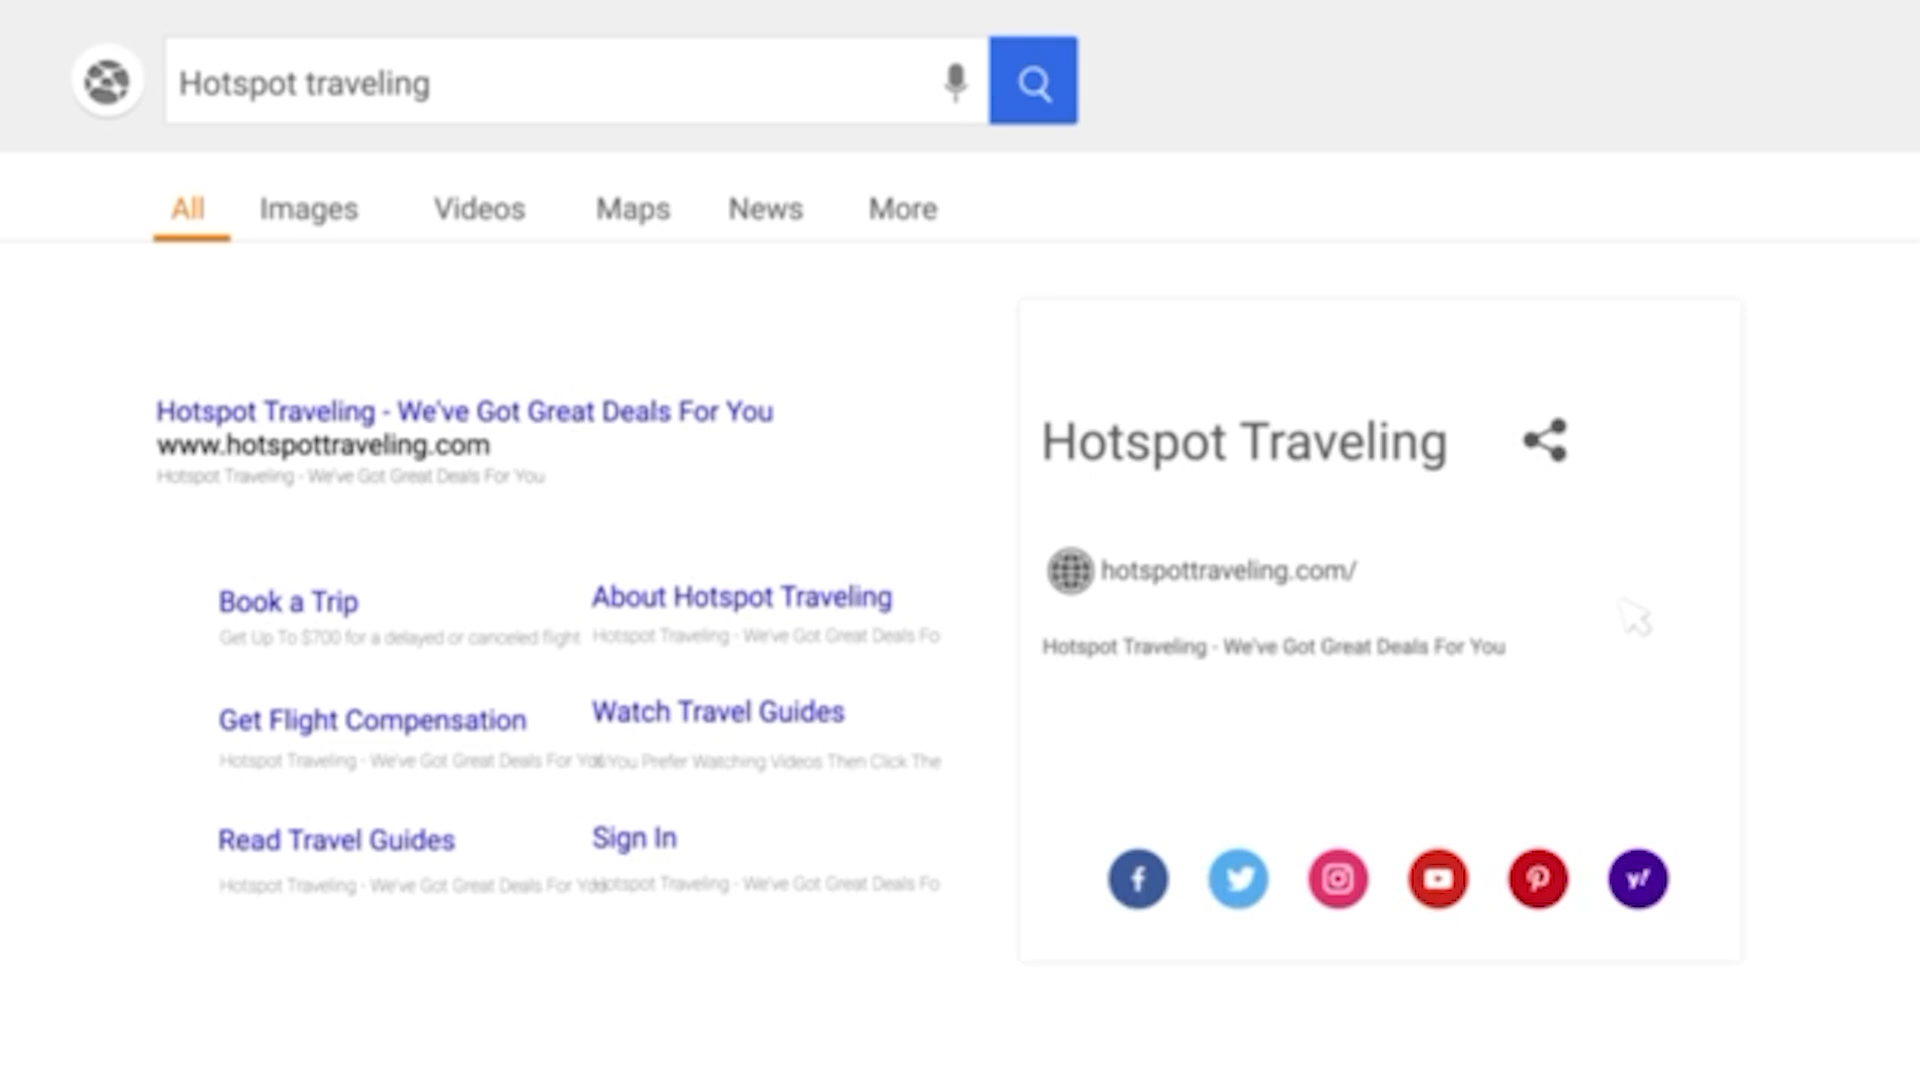 Hotspot traveling
All Images Videos Maps News More
Hotspot Traveling - We've Got Great Deals For You
www.hotspottraveling.com
Hotspot Traveling - We've Got Great Deals For You
Book a Trip
Get Up To $700 for a delayed or canceled flight
About Hotspot Traveling
Hotspot Traveling - We've Got Great Deals Fo
Get Flight Compensation
Hotspot Traveling - We've Got Great Deals For
Watch Travel Guides
You Prefer Watching Videos Then Click The
Read Travel Guides
Hotspot Traveling - We've Got Great Deals For
Sign In
Hotspot Traveling - We've Got Great Deals Fo
Hotspot Traveling
hotspottraveling.com/
Hotspot Traveling - We've Got Great Deals For You
f
y!